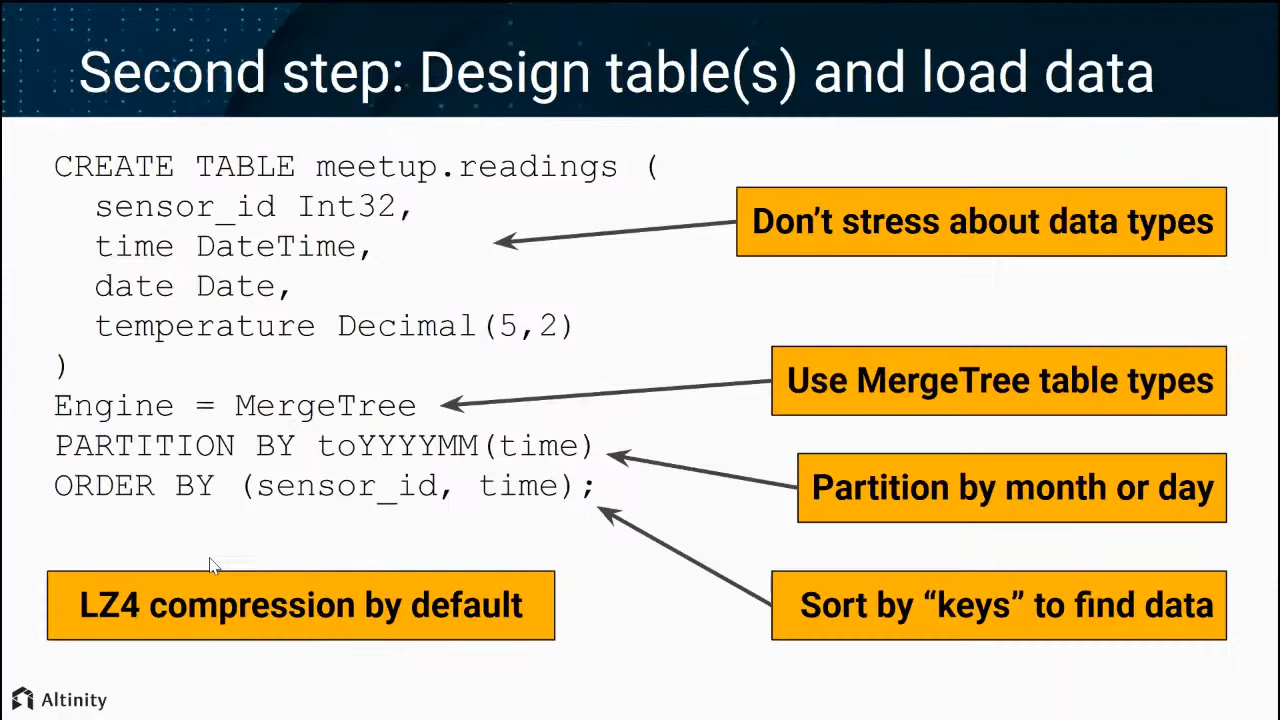 Second step: Design table(s) and load data
CREATE TABLE meetup.readings (
sensor_id Int32,
time DateTime,
date Date,
temperature Decimal(5,2)
)
Engine = MergeTree
PARTITION BY toYYYYMM(time)
ORDER BY (sensor_id, time);
Don’t stress about data types
Use MergeTree table types
Partition by month or day
Sort by “keys” to find data
LZ4 compression by default
Altinity